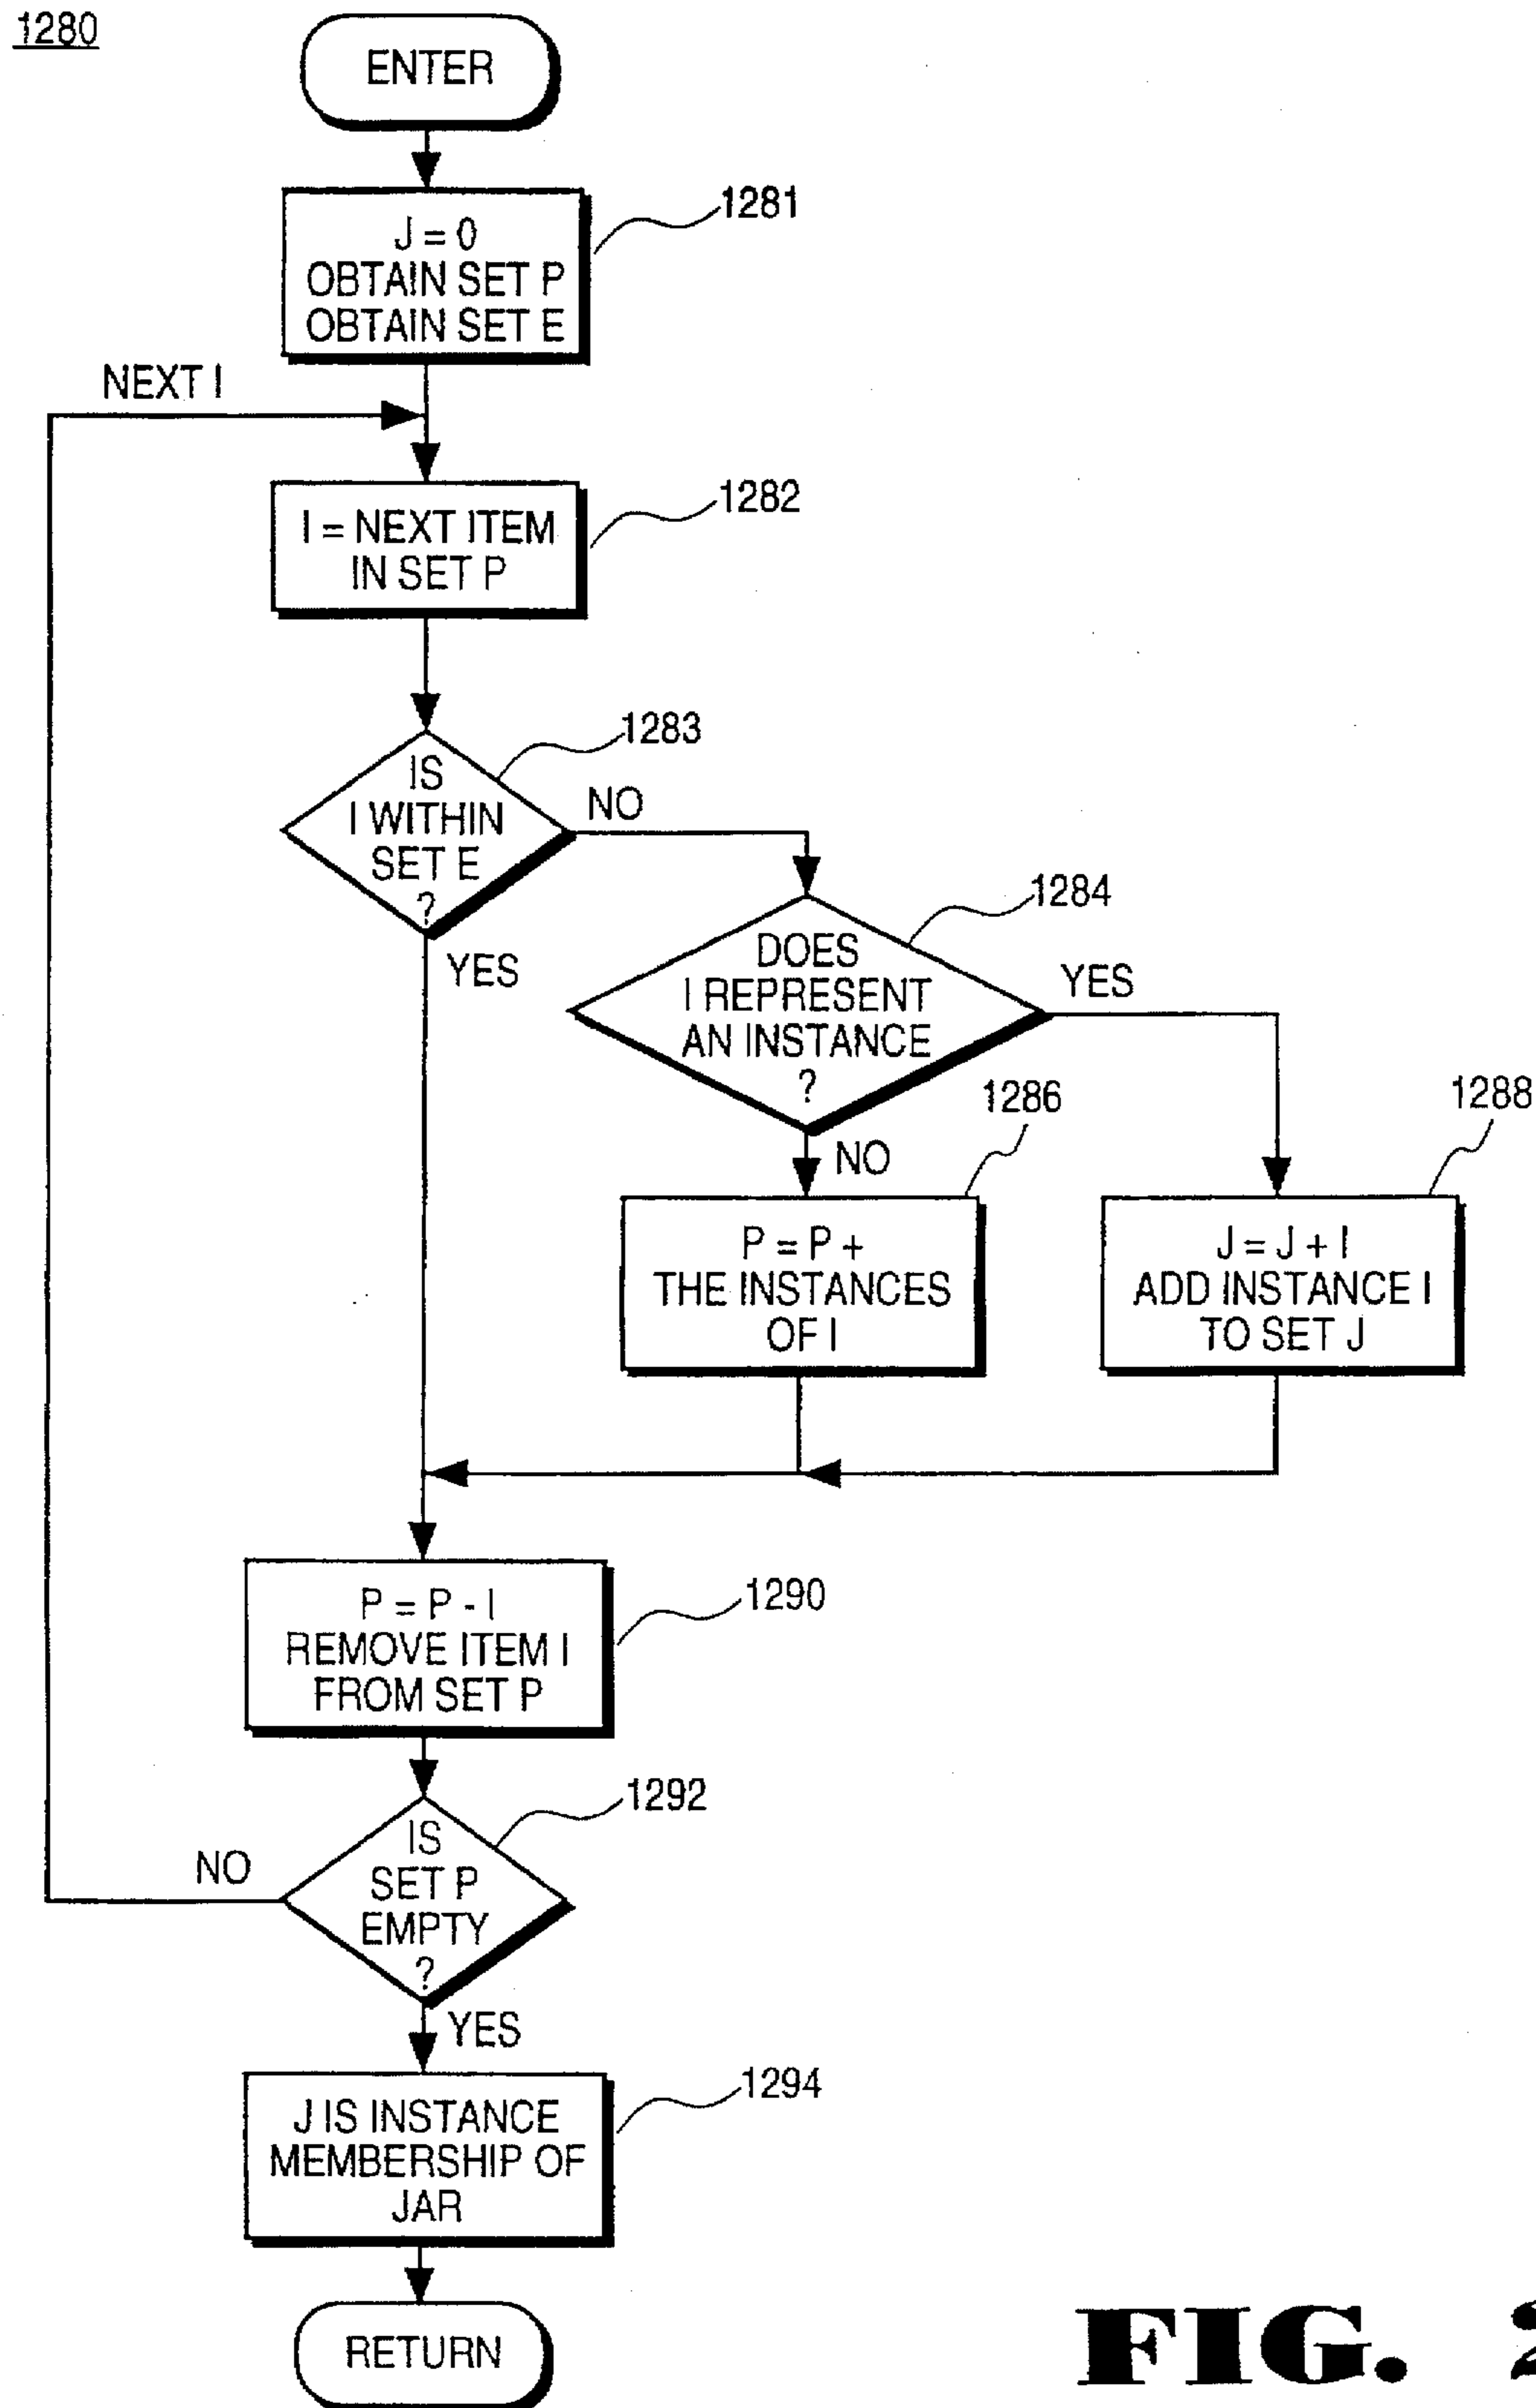 1280
ENTER
1281
J = 0
OBTAIN SET P
OBTAIN SET E
NEXT I
1282
I = NEXT ITEM
IN SET P
1283
IS
I WITHIN
SET E
?
NO
YES
1284
DOES
I REPRESENT
AN INSTANCE
?
YES
NO
1286
P = P +
THE INSTANCES
OF I
1288
J = J + I
ADD INSTANCE I
TO SET J
1290
P = P - I
REMOVE ITEM I
FROM SET P
1292
IS
SET P
EMPTY
?
NO
YES
1294
J IS INSTANCE
MEMBERSHIP OF
JAR
RETURN
FIG.